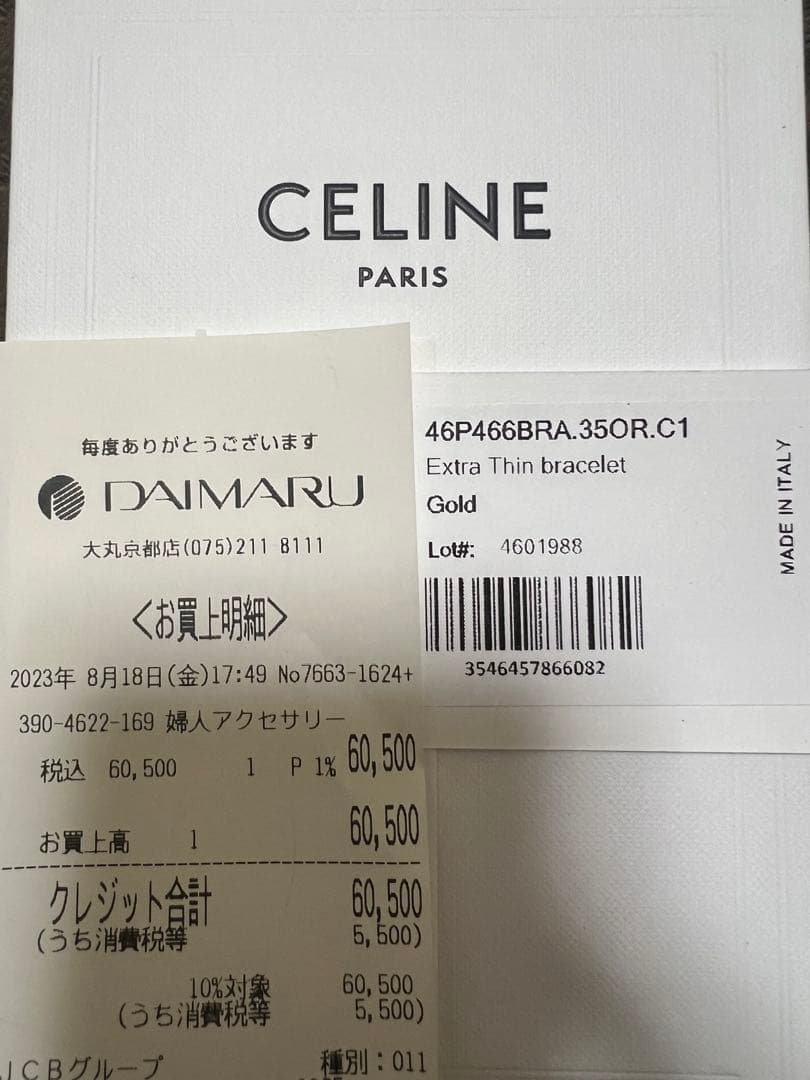 CELINE
PARIS
46P466BRA.35OR.C1
Extra Thin bracelet
Gold
Lot#: 4601988
3546457866082
MADE IN ITALY
毎度ありがとうございます
DAIMARU
大丸京都店(075)211 8111
<お買上明細>
2023年 8月18日(金)17:49 No7663-1624+
390-4622-169 婦人アクセサリー
税込 60,500 1 P 1% 60,500
お買上高 1 60,500
クレジット合計 60,500
(うち消費税等 5,500)
10%対象 60,500
(うち消費税等 5,500)
JCBグループ 種別:011